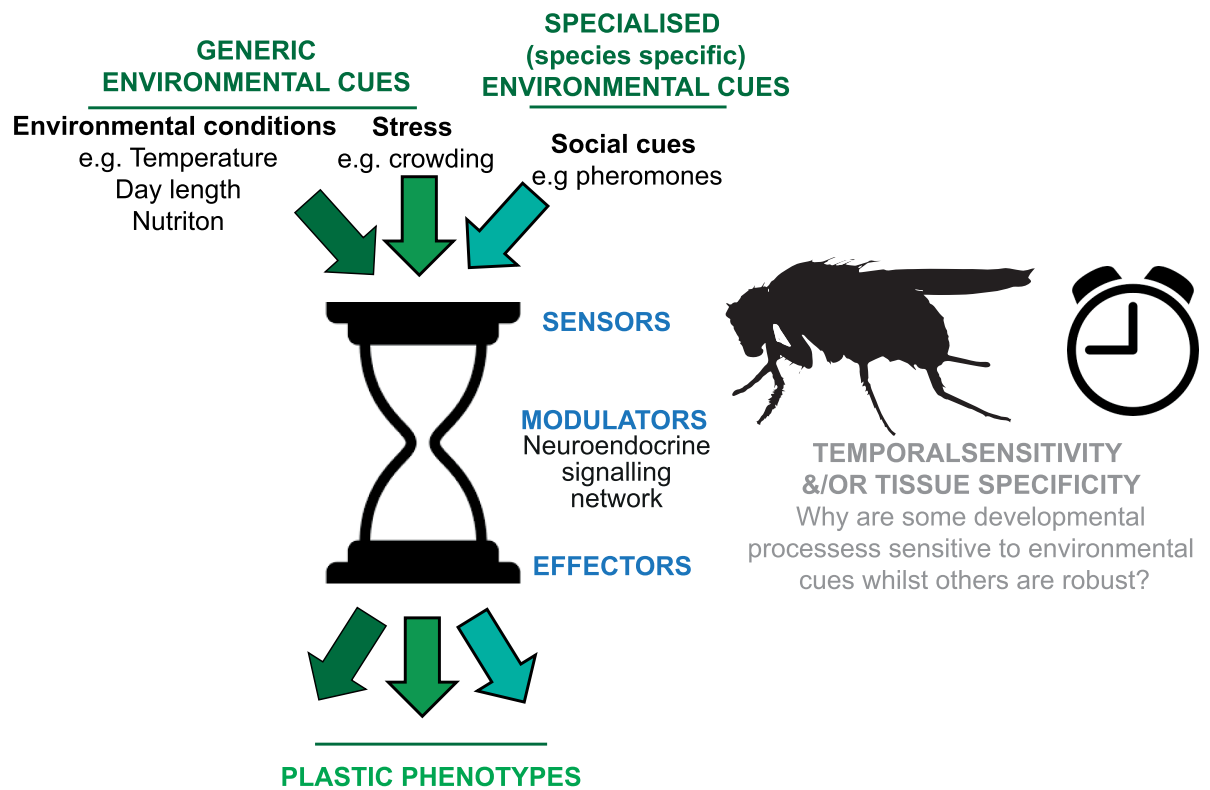 GENERIC
ENVIRONMENTAL CUES
SPECIALISED
(species specific)
ENVIRONMENTAL CUES
Environmental conditions
e.g. Temperature
Day length
Nutriton
Stress
e.g. crowding
Social cues
e.g pheromones
SENSORS
MODULATORS
Neuroendocrine
signalling
network
EFFECTORS
TEMPORALSENSITIVITY
&/OR TISSUE SPECIFICITY
Why are some developmental
processess sensitive to environmental
cues whilst others are robust?
PLASTIC PHENOTYPES